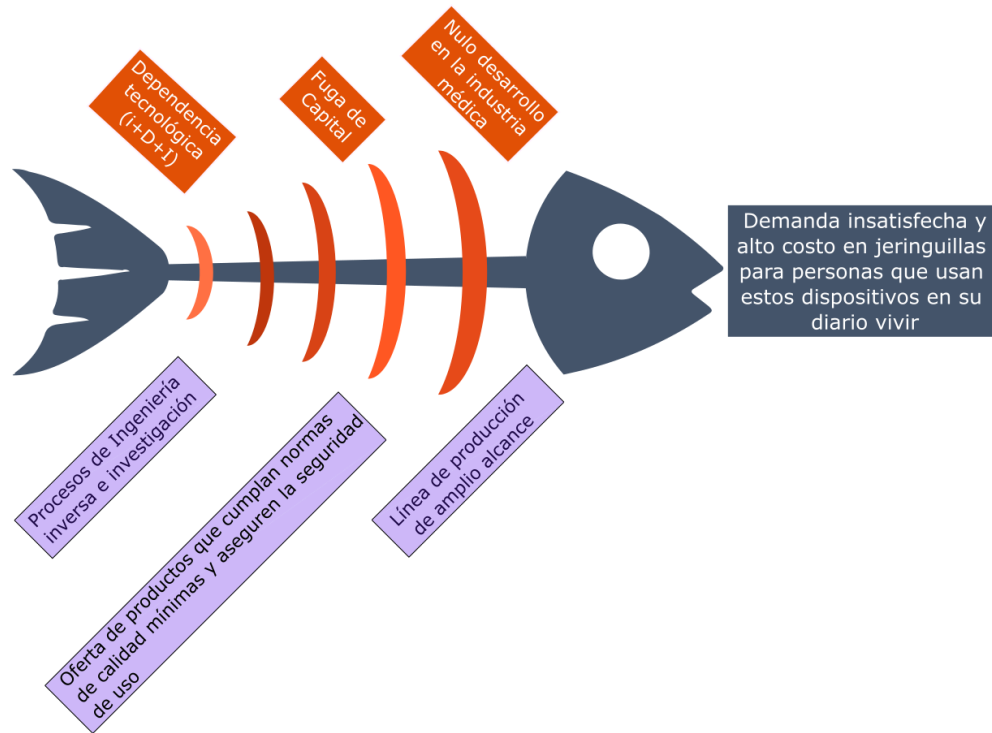 Dependencia
tecnológica
(i+D+I)
Fuga de
Capital
Nulo desarrollo
en la industria
médica
Demanda insatisfecha y
alto costo en jeringuillas
para personas que usan
estos dispositivos en su
diario vivir
Procesos de Ingeniería
inversa e investigación
Oferta de productos que cumplan normas
de calidad mínimas y aseguren la seguridad
de uso
Línea de producción
de amplio alcance